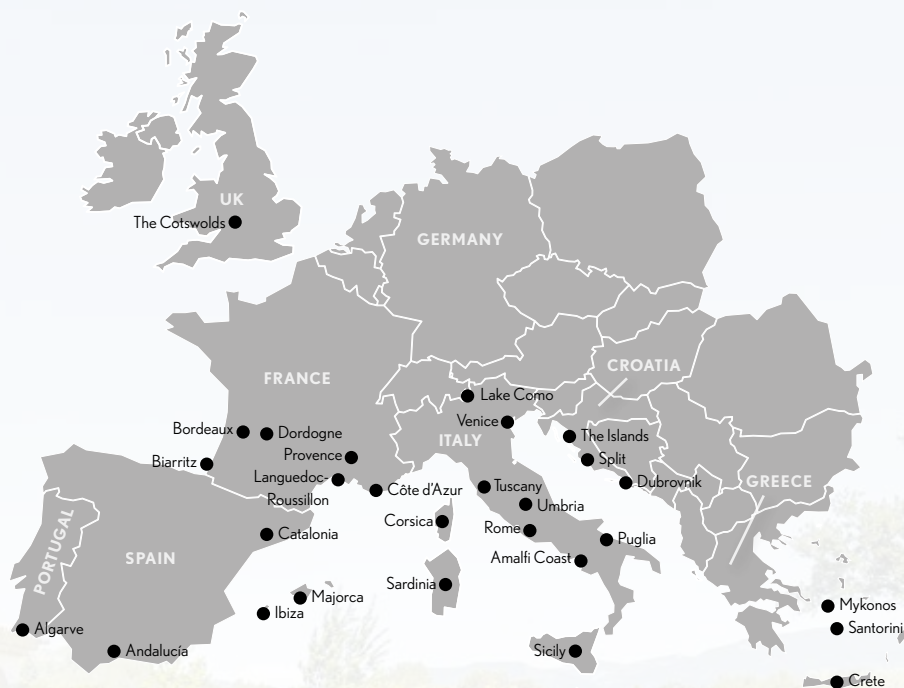 UK
The Cotswolds
GERMANY
CROATIA
FRANCE
Lake Como
Venice
ITALY
Bordeaux
Dordogne
The Islands
Provence
Split
Biarritz
Languedoc-
Roussillon
Côte d'Azur
Tuscany
Dubrovnik
GREECE
Umbria
Corsica
Rome
Catalonia
Puglia
PORTUGAL
SPAIN
Amalfi Coast
Sardinia
Majorca
Ibiza
Mykonos
Algarve
Santorini
Andalucía
Sicily
Crete